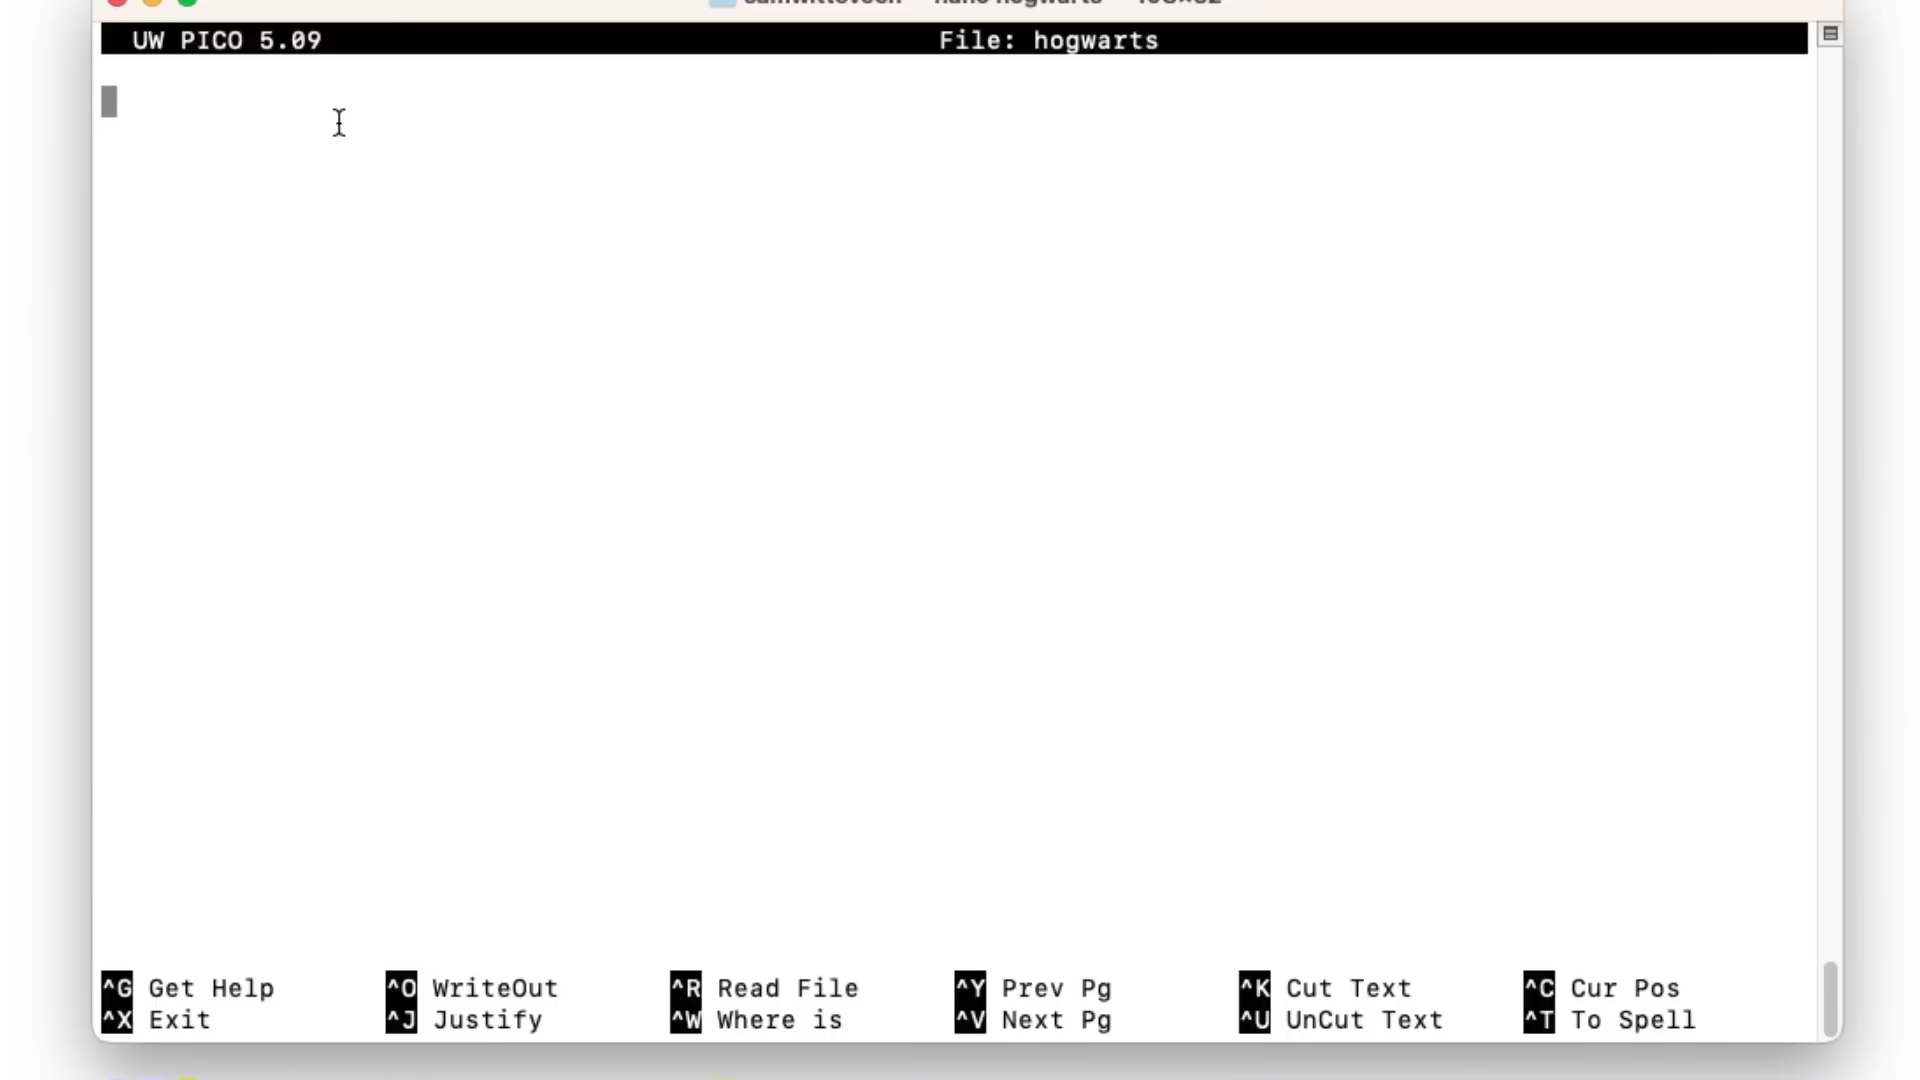 UW PICO 5.09 File: hogwarts
^G Get Help ^O WriteOut ^R Read File ^Y Prev Pg ^K Cut Text ^C Cur Pos
^X Exit ^J Justify ^W Where is ^V Next Pg ^U UnCut Text ^T To Spell